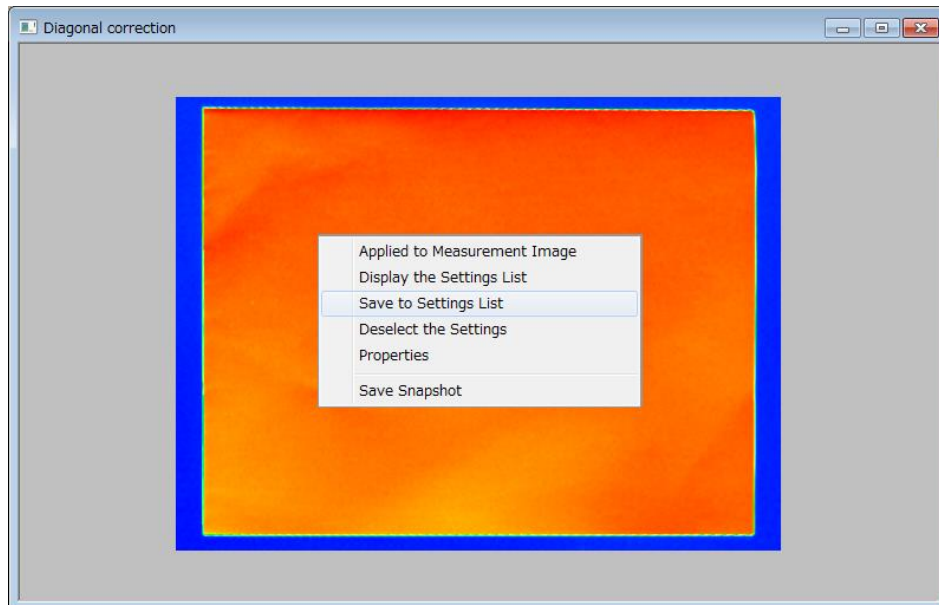 Diagonal correction
Applied to Measurement Image
Display the Settings List
Save to Settings List
Deselect the Settings
Properties
Save Snapshot